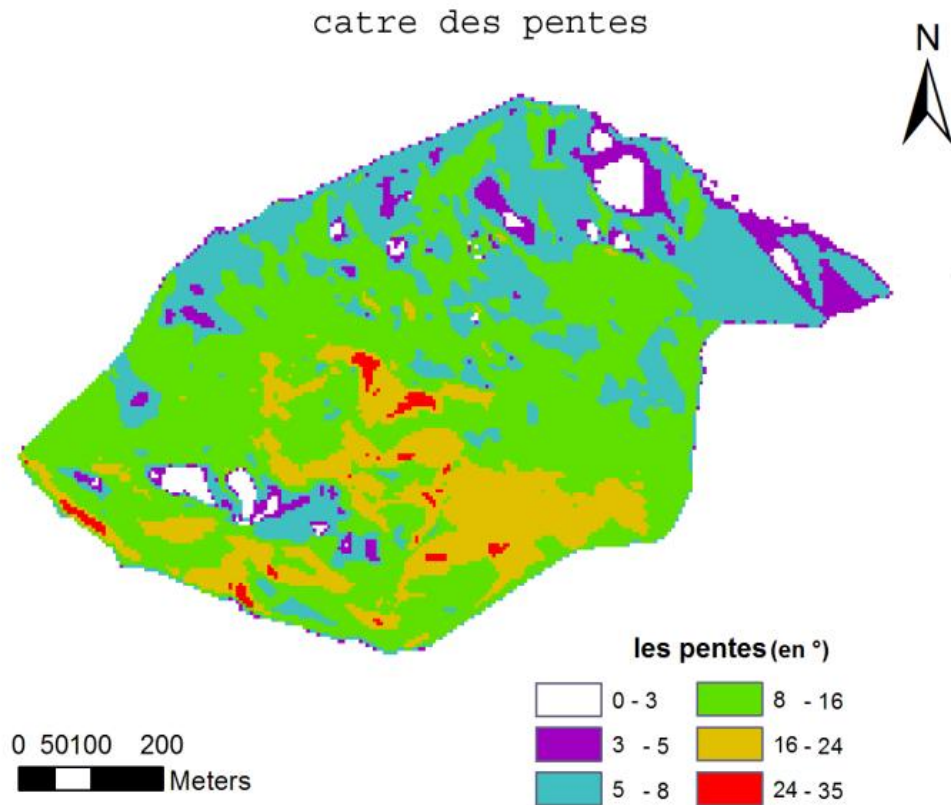 catre des pentes
N
les pentes (en °)
0 - 3
3 - 5
5 - 8
8 - 16
16 - 24
24 - 35
0 50100 200
Meters